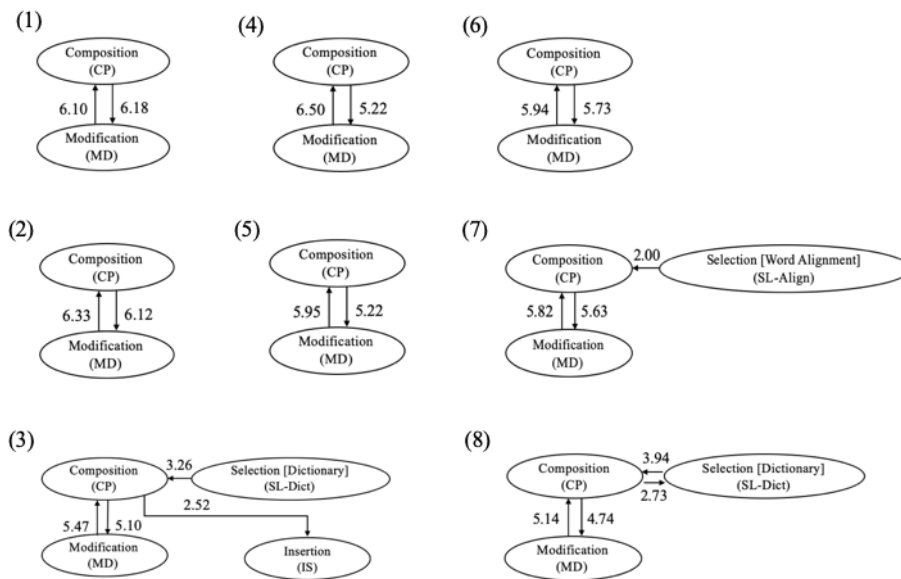 (1)
Composition
(CP)
6.10
6.18
Modification
(MD)
(4)
Composition
(CP)
6.50
5.22
Modification
(MD)
(6)
Composition
(CP)
5.94
5.73
Modification
(MD)
(2)
Composition
(CP)
6.33
6.12
Modification
(MD)
(5)
Composition
(CP)
5.95
5.22
Modification
(MD)
(7)
Composition
(CP)
2.00
Selection [Word Alignment]
(SL-Align)
5.82
5.63
Modification
(MD)
(3)
Composition
(CP)
3.26
Selection [Dictionary]
(SL-Dict)
2.52
5.47
5.10
Modification
(MD)
Insertion
(IS)
(8)
Composition
(CP)
3.94
2.73
Selection [Dictionary]
(SL-Dict)
5.14
4.74
Modification
(MD)